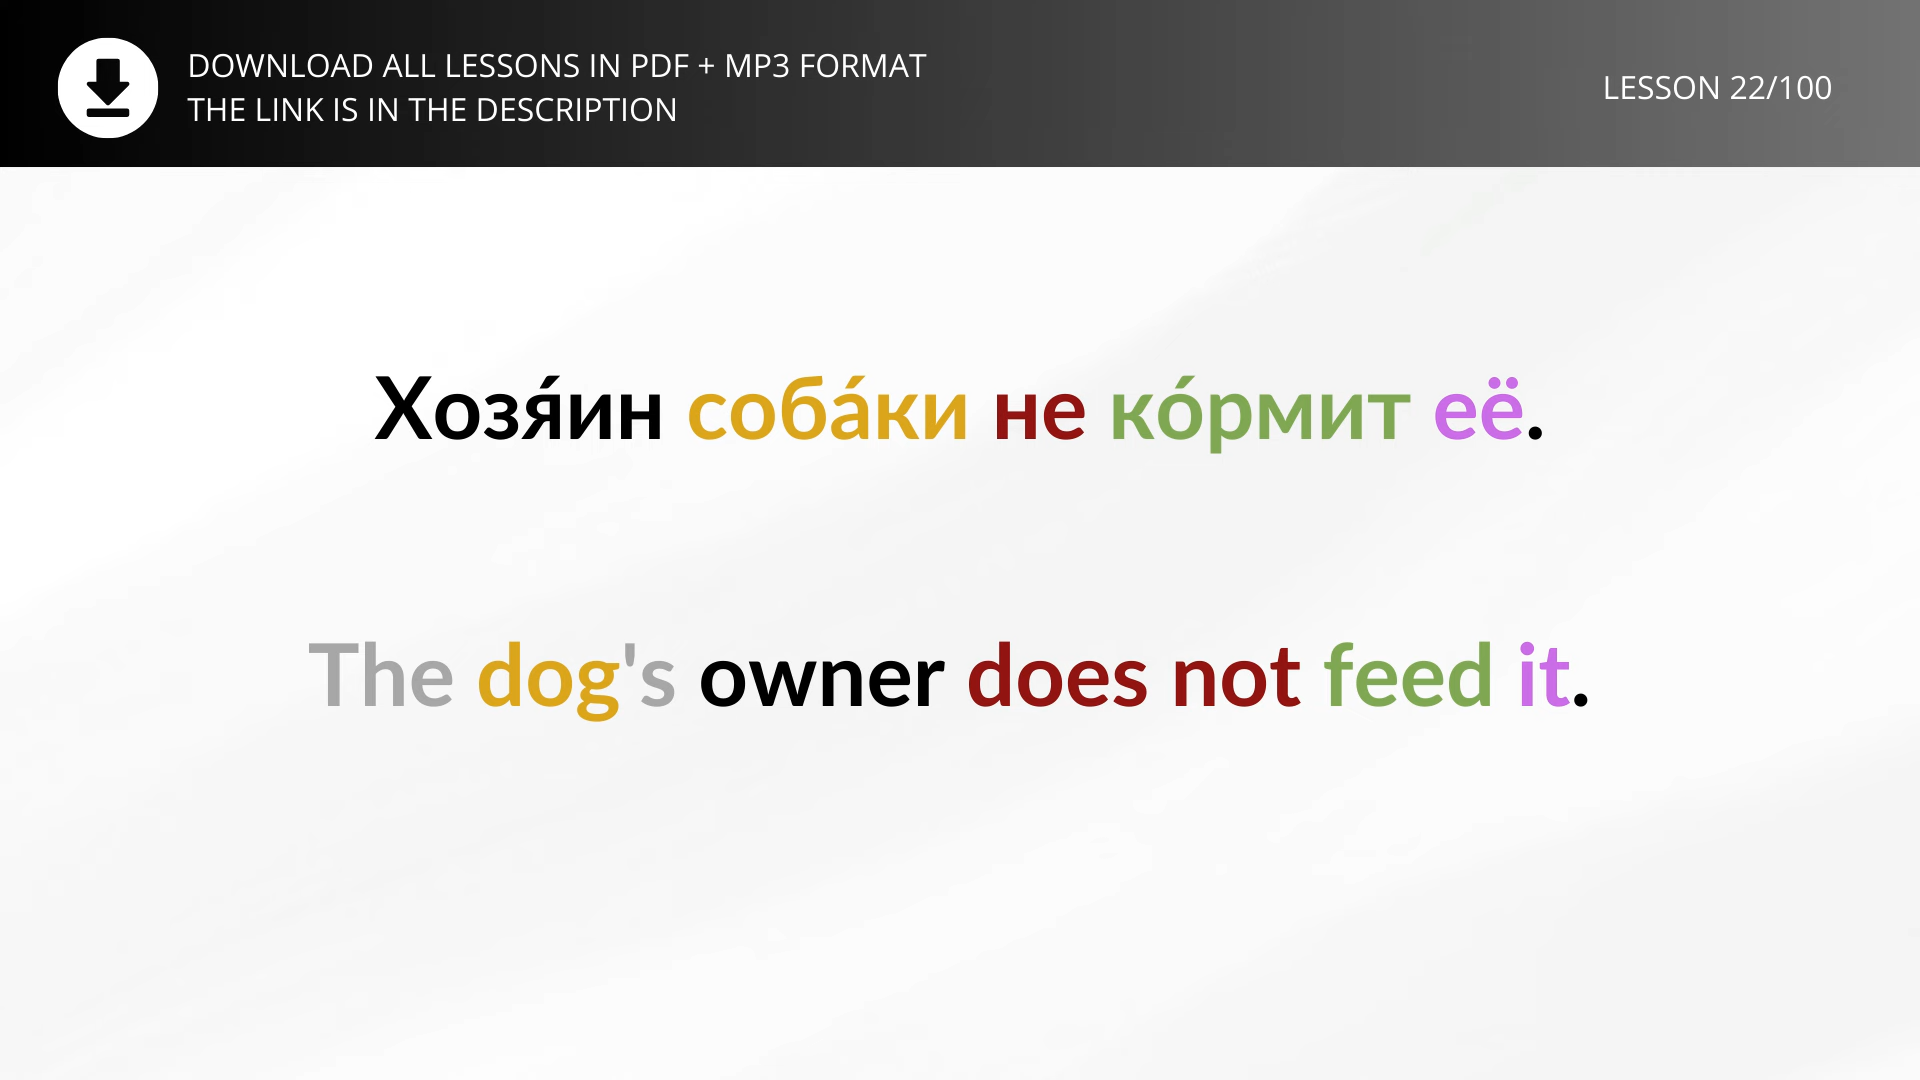 DOWNLOAD ALL LESSONS IN PDF + MP3 FORMAT
THE LINK IS IN THE DESCRIPTION
LESSON 22/100
Хозя́ин соба́ки не ко́рмит её.
The dog's owner does not feed it.